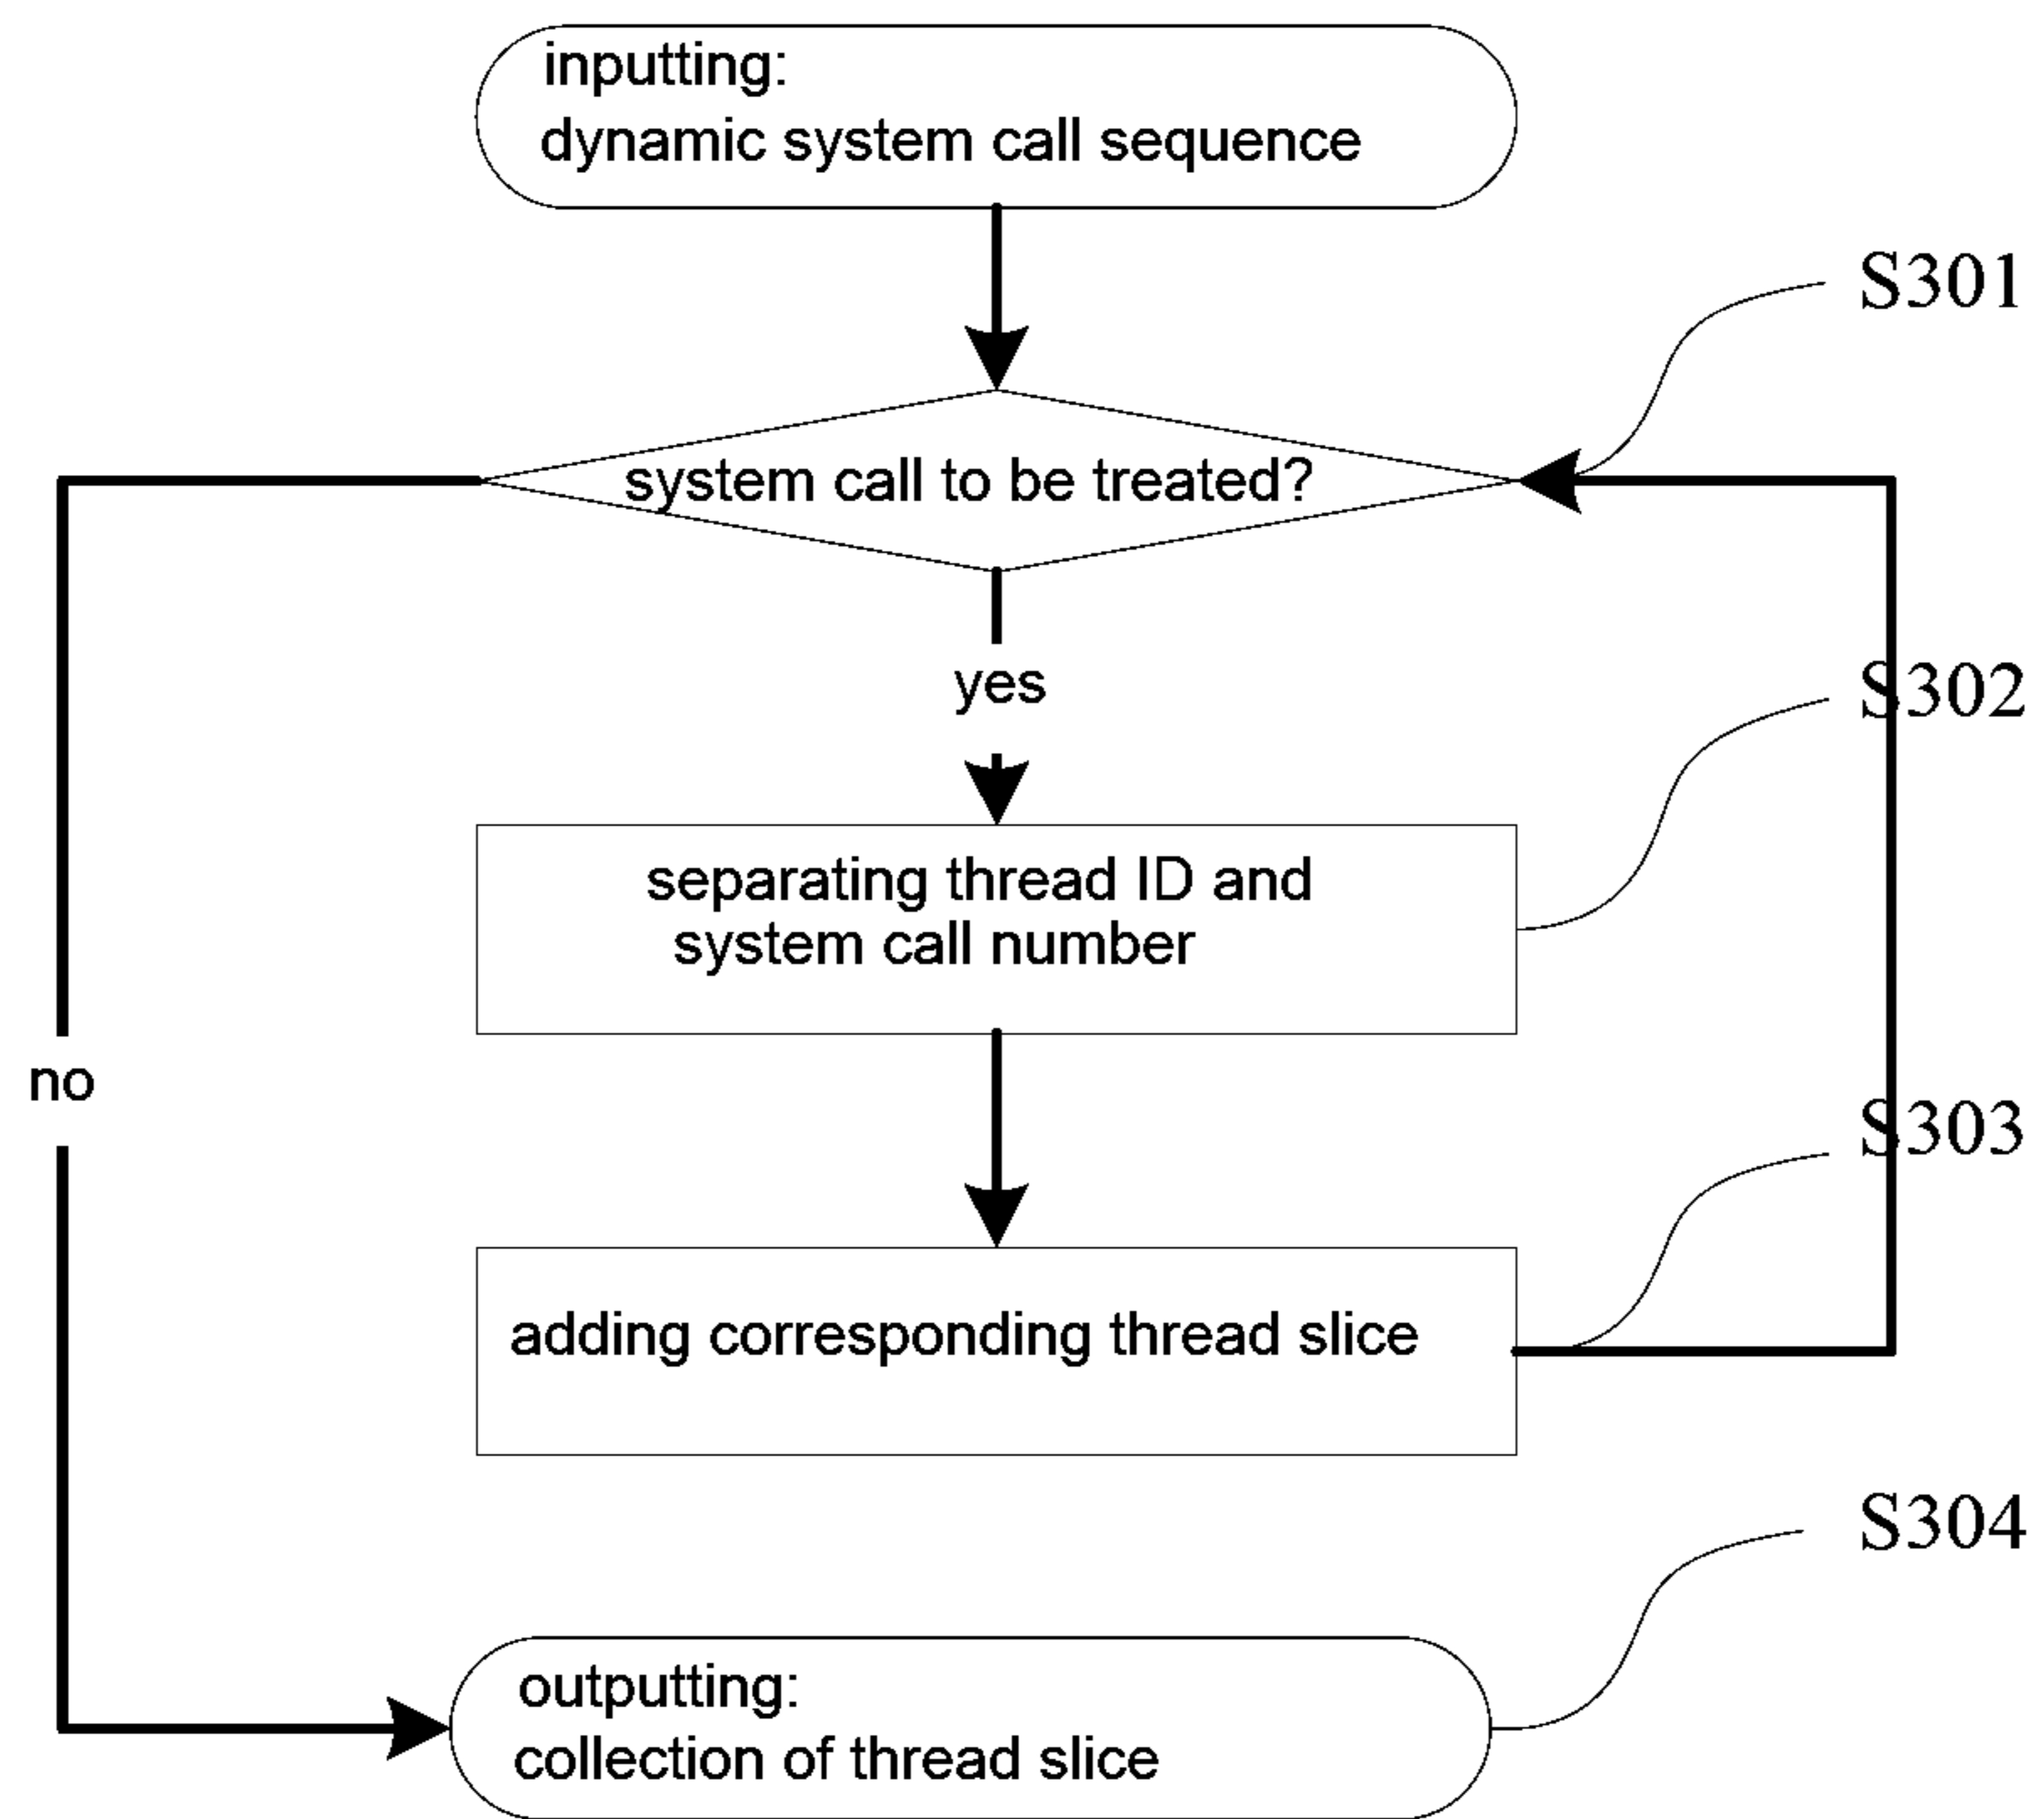 inputting:
dynamic system call sequence
S301
system call to be treated?
yes
S302
separating thread ID and
system call number
no
S303
adding corresponding thread slice
S304
outputting:
collection of thread slice